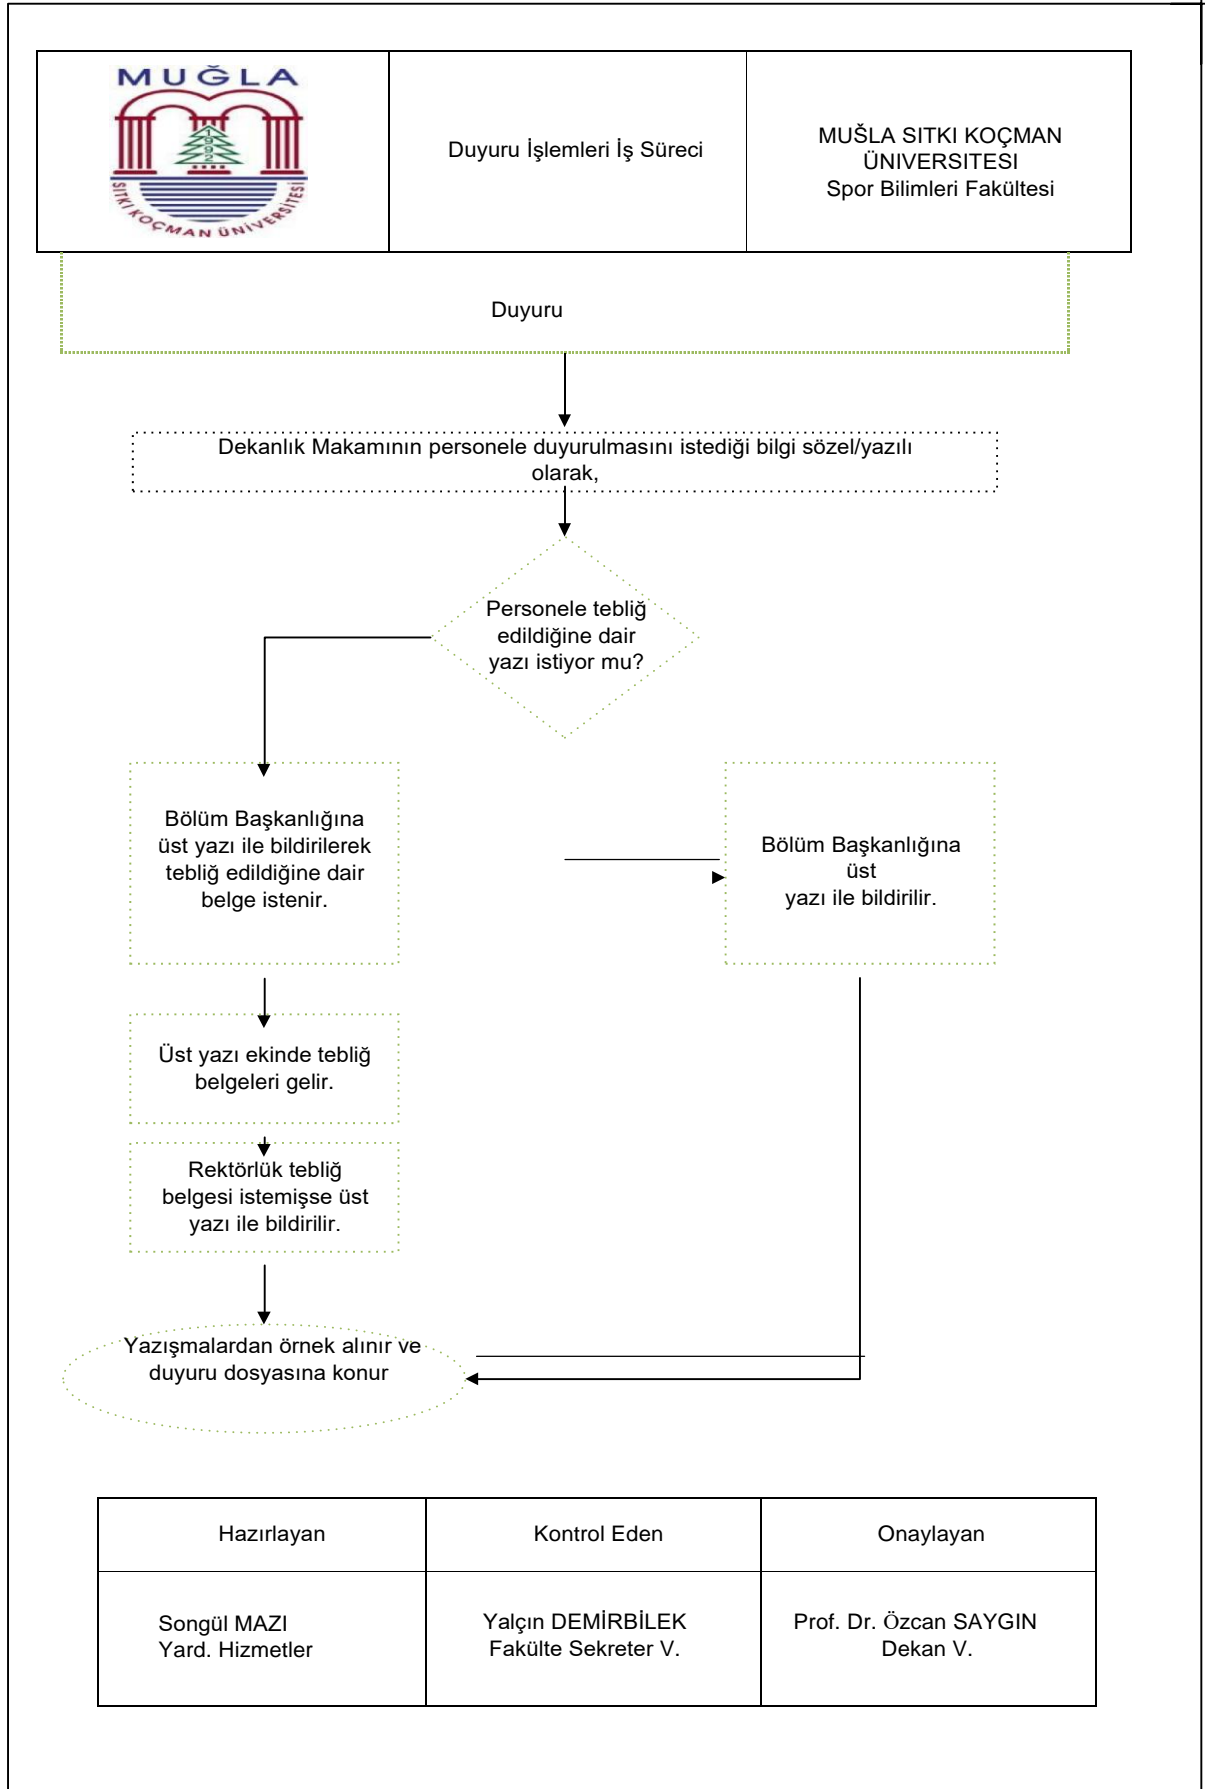 MUĞLA
1992
SITKI KOÇMAN ÜNİVERSİTESİ
Duyuru İşlemleri İş Süreci
MUŠLA SITKI KOÇMAN
ÜNIVERSITESI
Spor Bilimleri Fakültesi
Duyuru
Dekanlık Makamının personele duyurulmasını istediği bilgi sözel/yazılı
olarak,
Personele tebliğ
edildiğine dair
yazı istiyor mu?
Bölüm Başkanlığına
üst yazı ile bildirilerek
tebliğ edildiğine dair
belge istenir.
Bölüm Başkanlığına
üst
yazı ile bildirilir.
Üst yazı ekinde tebliğ
belgeleri gelir.
Rektörlük tebliğ
belgesi istemişse üst
yazı ile bildirilir.
Yazışmalardan örnek alınır ve
duyuru dosyasına konur
Hazırlayan
Kontrol Eden
Onaylayan
Songül MAZI
Yard. Hizmetler
Yalçın DEMİRBİLEK
Fakülte Sekreter V.
Prof. Dr. Özcan SAYGIN
Dekan V.